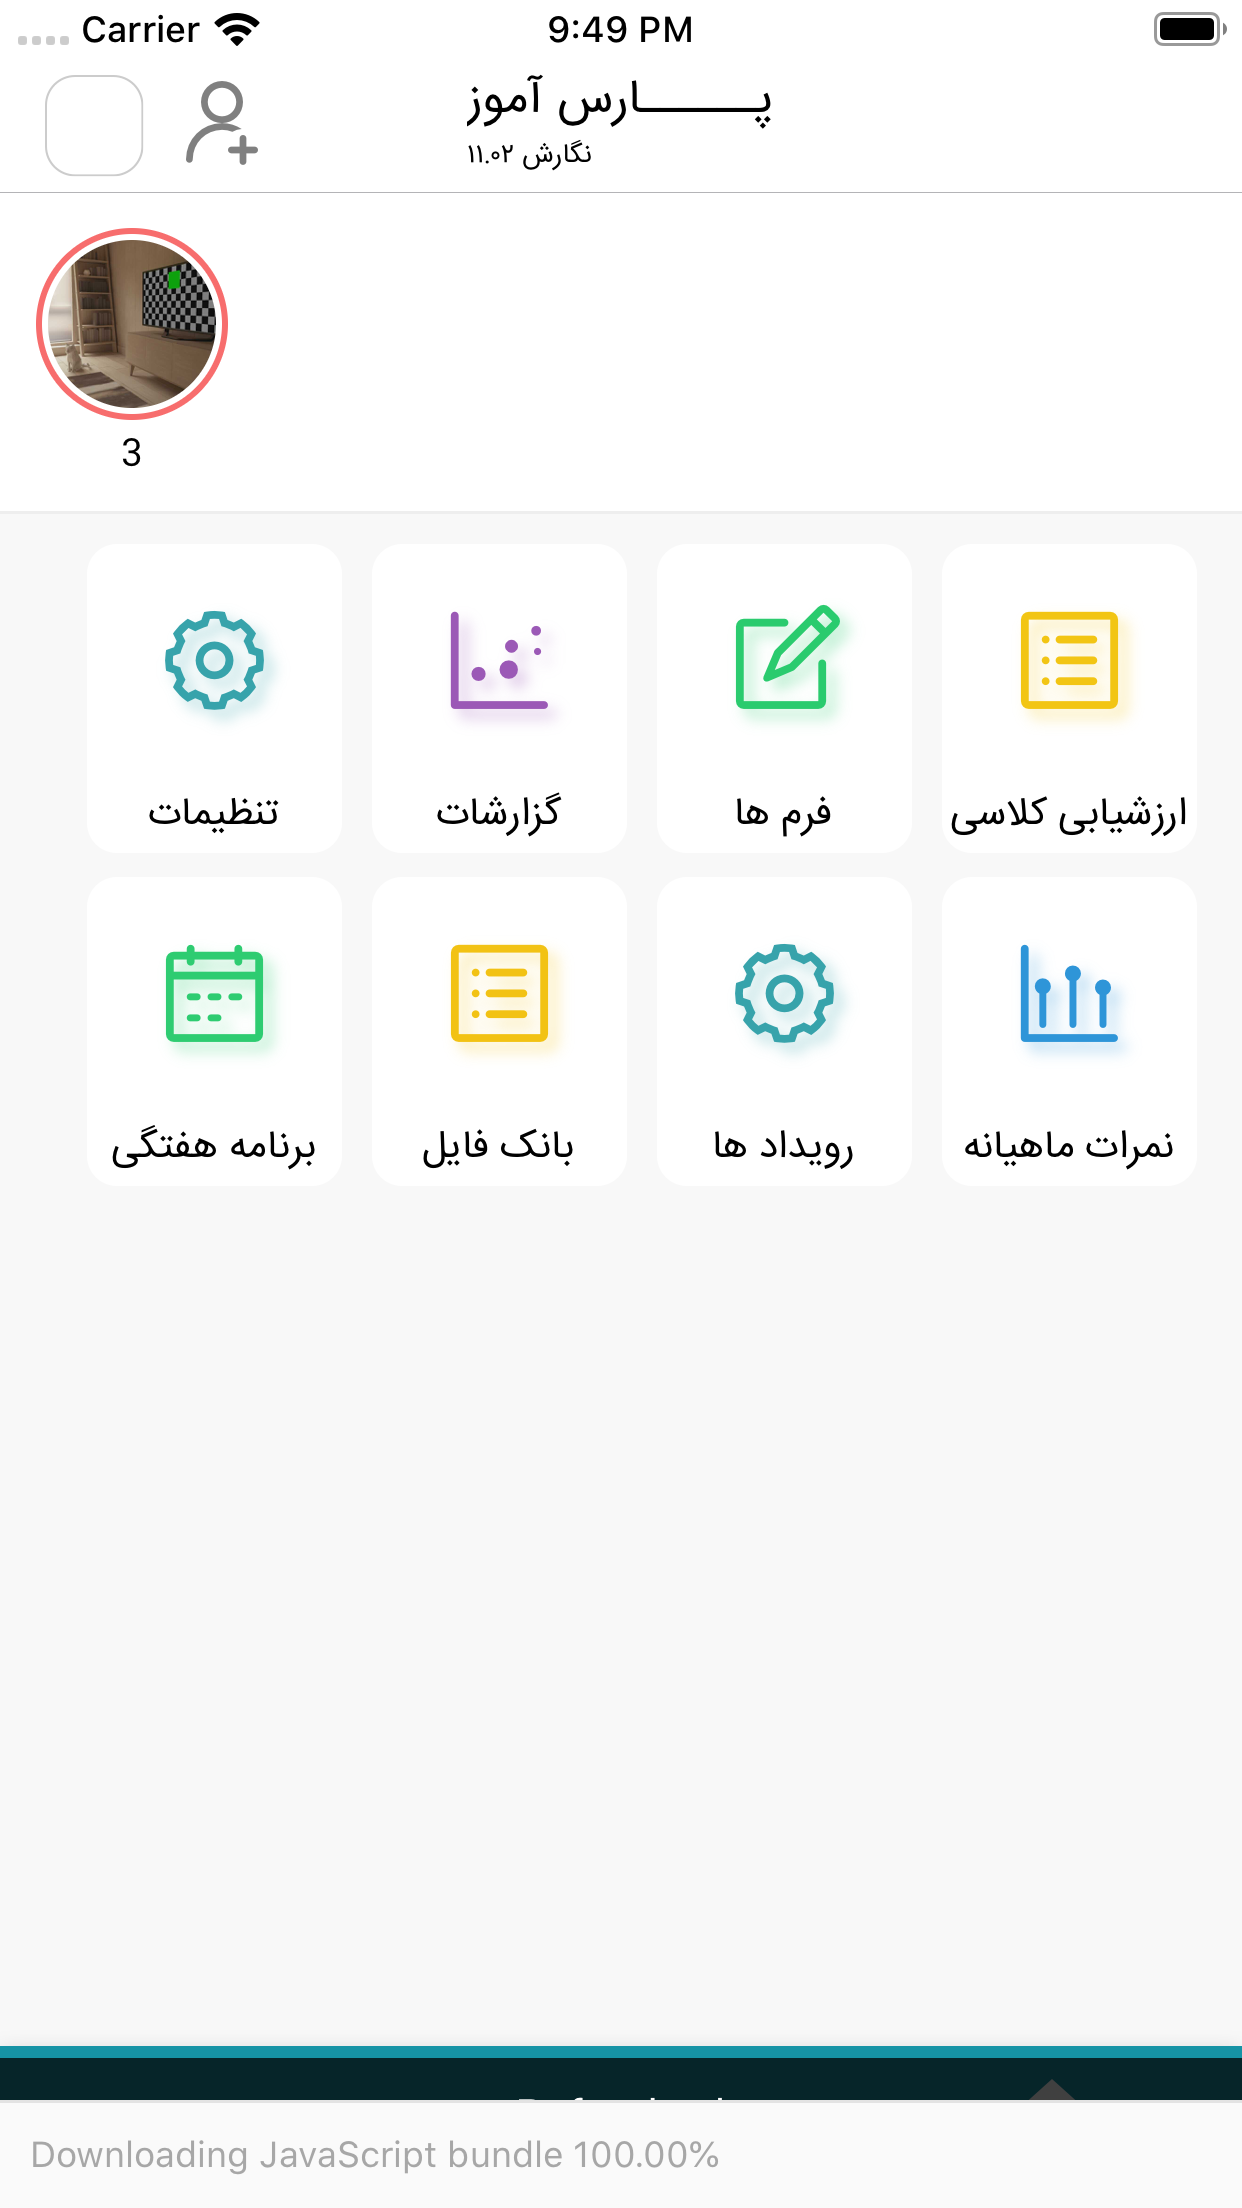 Carrier 9:49 PM
پـــــــارس آموز
نگارش ۱۱.۰۲
3
ارزشیابی کلاسی
فرم ها
گزارشات
تنظیمات
نمرات ماهیانه
رویداد ها
بانک فایل
برنامه هفتگی
Downloading JavaScript bundle 100.00%